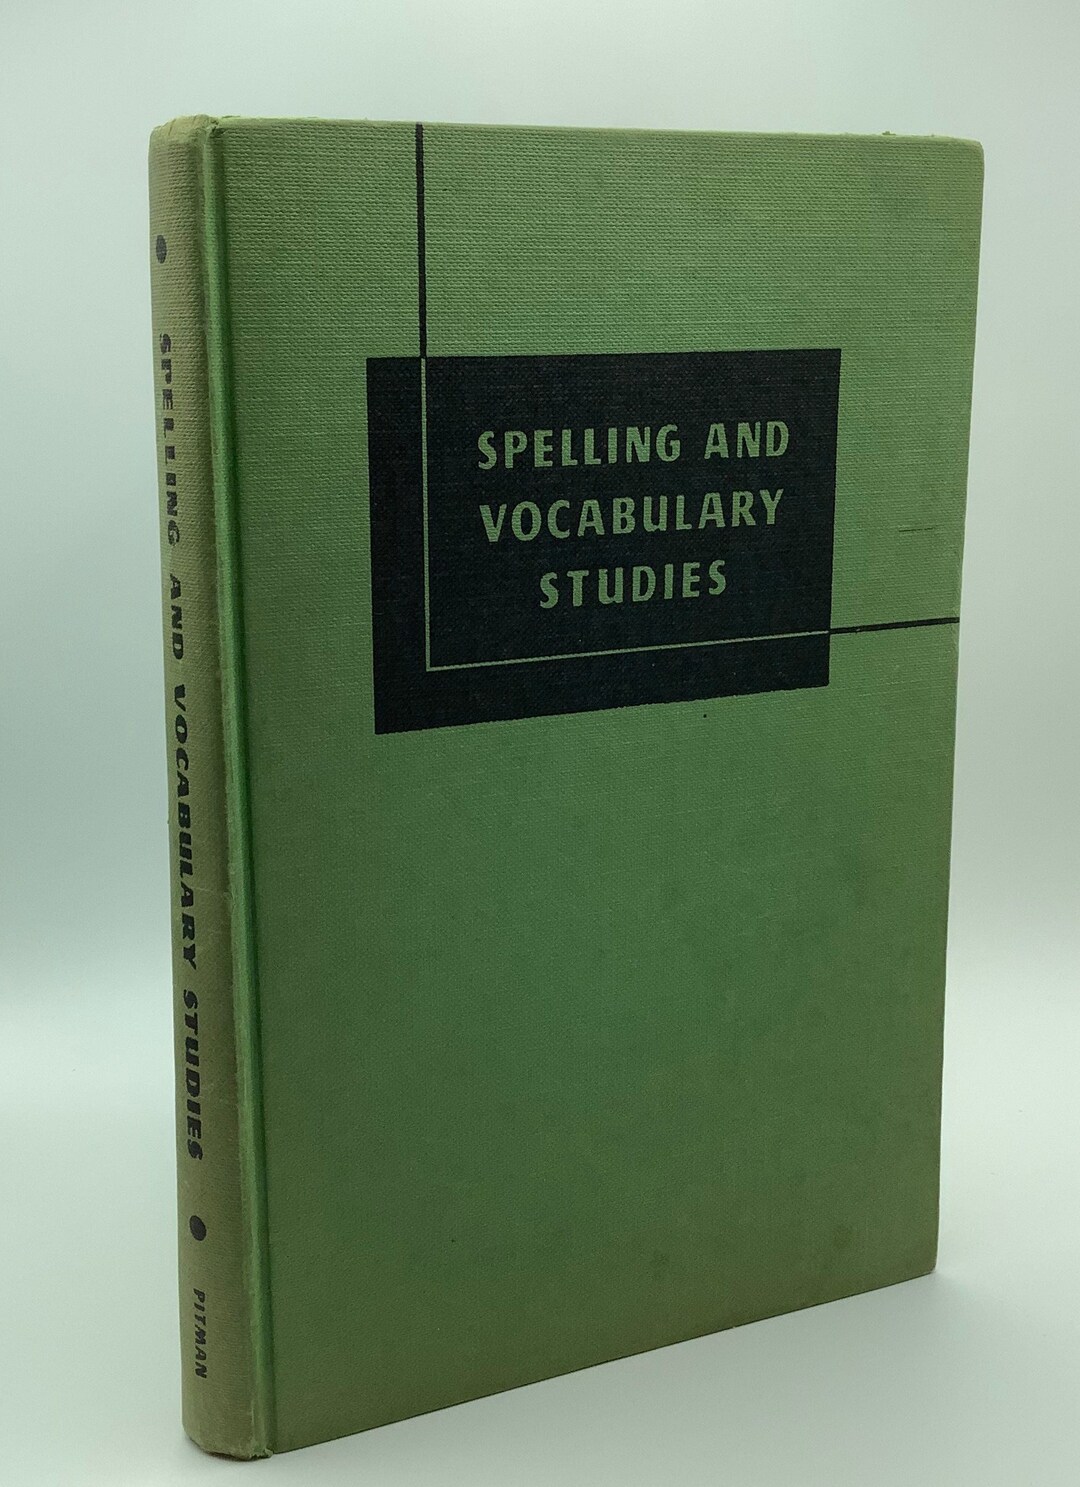 SPELLING AND
VOCABULARY
STUDIES
SPELLING AND VOCABULARY STUDIES
PITMAN